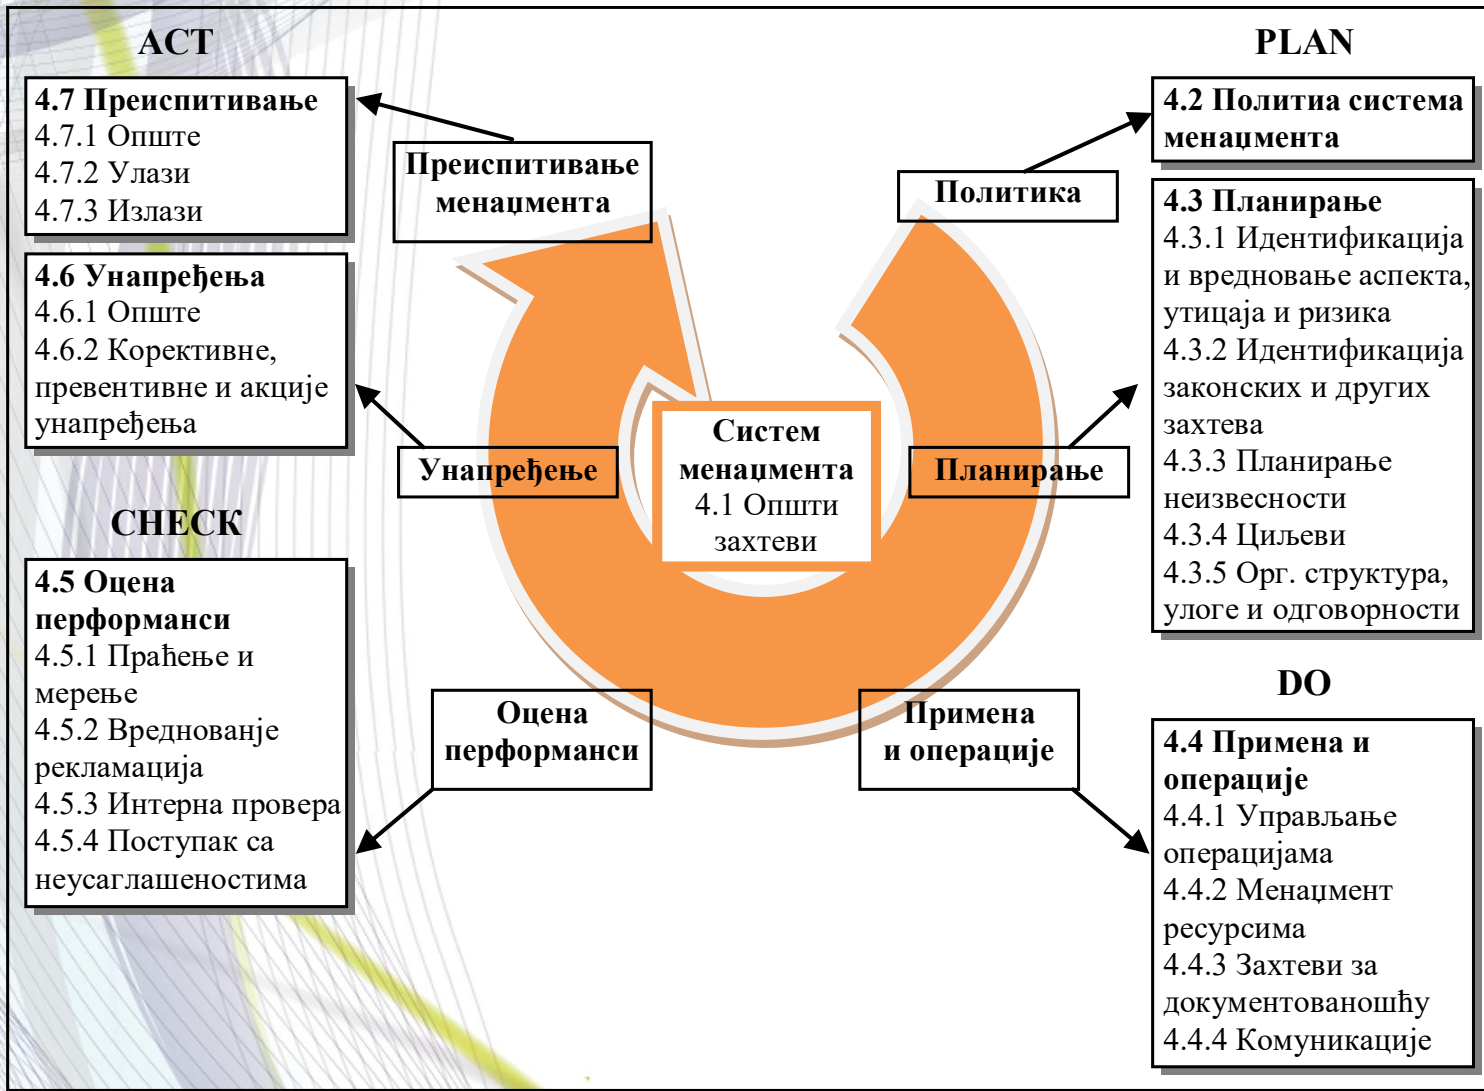 ACT
4.7 Преиспитивање
4.7.1 Опште
4.7.2 Улази
4.7.3 Излази
4.6 Унапређења
4.6.1 Опште
4.6.2 Корективне,
превентивне и акције
унапређења
CHECK
4.5 Оцена
перформанси
4.5.1 Праћење и
мерење
4.5.2 Вреднованје
рекламација
4.5.3 Интерна провера
4.5.4 Поступак са
неусаглашеностима
Преиспитивање
менаџмента
Унапређење
Оцена
перформанси
Систем
менаџмента
4.1 Општи
захтеви
Политика
Планирање
Примена
и операције
PLAN
4.2 Политиа система
менаџмента
4.3 Планирање
4.3.1 Идентификација
и вредновање аспекта,
утицаја и ризика
4.3.2 Идентификација
законских и других
захтева
4.3.3 Планирање
неизвесности
4.3.4 Циљеви
4.3.5 Орг. структура,
улоге и одговорности
DO
4.4 Примена и
операције
4.4.1 Управљање
операцијама
4.4.2 Менаџмент
ресурсима
4.4.3 Захтеви за
документованошћу
4.4.4 Комуникације